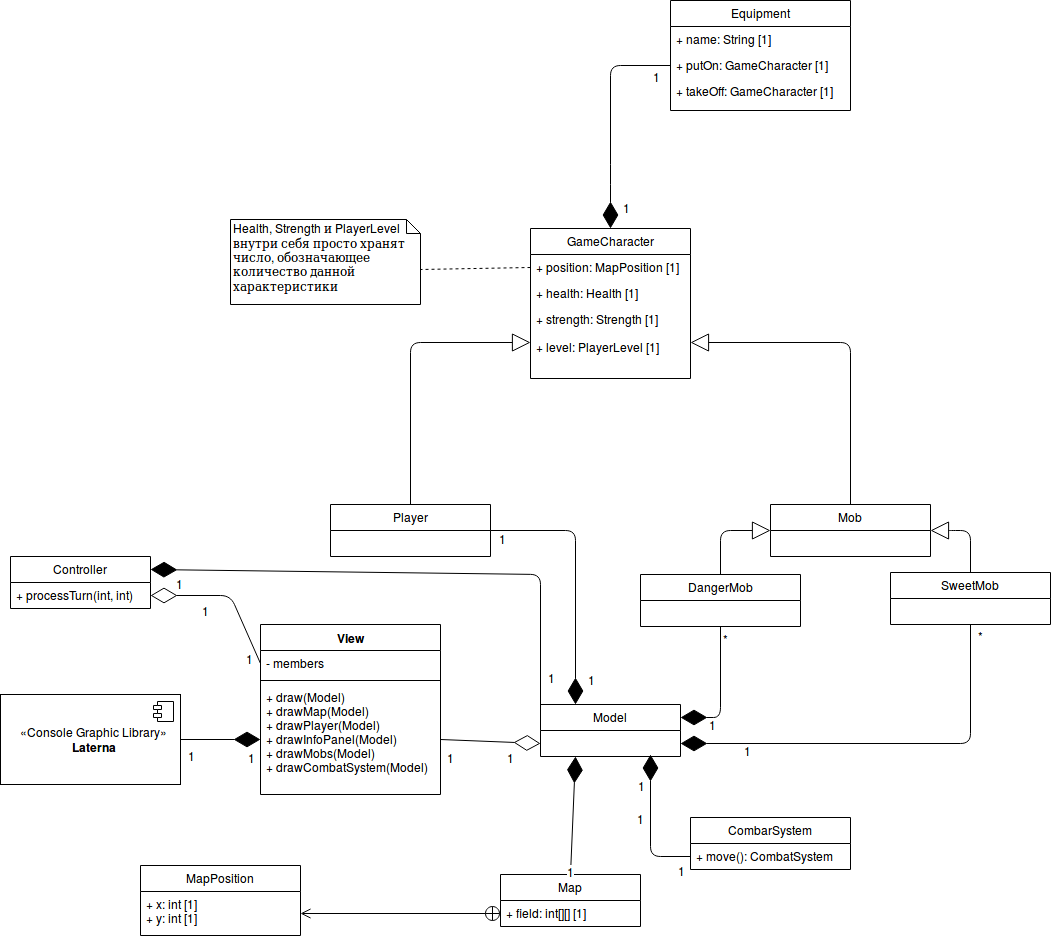 Equipment
+ name: String [1]
+ putOn: GameCharacter [1]
+ takeOff: GameCharacter [1]
1
1
Health, Strength и PlayerLevel
внутри себя просто хранят
число, обозначающее
количество данной
характеристики
GameCharacter
+ position: MapPosition [1]
+ health: Health [1]
+ strength: Strength [1]
+ level: PlayerLevel [1]
Player
1
Mob
Controller
+ processTurn(int, int)
1
1
DangerMob
*
SweetMob
*
View
- members
+ draw(Model)
+ drawMap(Model)
+ drawPlayer(Model)
+ drawInfoPanel(Model)
+ drawMobs(Model)
+ drawCombatSystem(Model)
1
1
1
Model
1
1
«Console Graphic Library»
Laterna
1
1
1
1
1
1
CombarSystem
+ move(): CombatSystem
1
MapPosition
+ x: int [1]
+ y: int [1]
1
Map
+ field: int[][] [1]